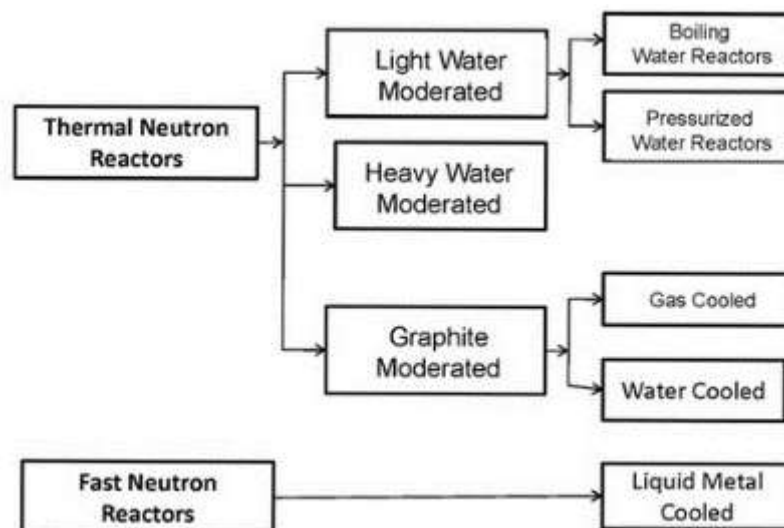 Thermal Neutron
Reactors
Light Water
Moderated
Boiling
Water Reactors
Pressurized
Water Reactors
Heavy Water
Moderated
Graphite
Moderated
Gas Cooled
Water Cooled
Fast Neutron
Reactors
Liquid Metal
Cooled